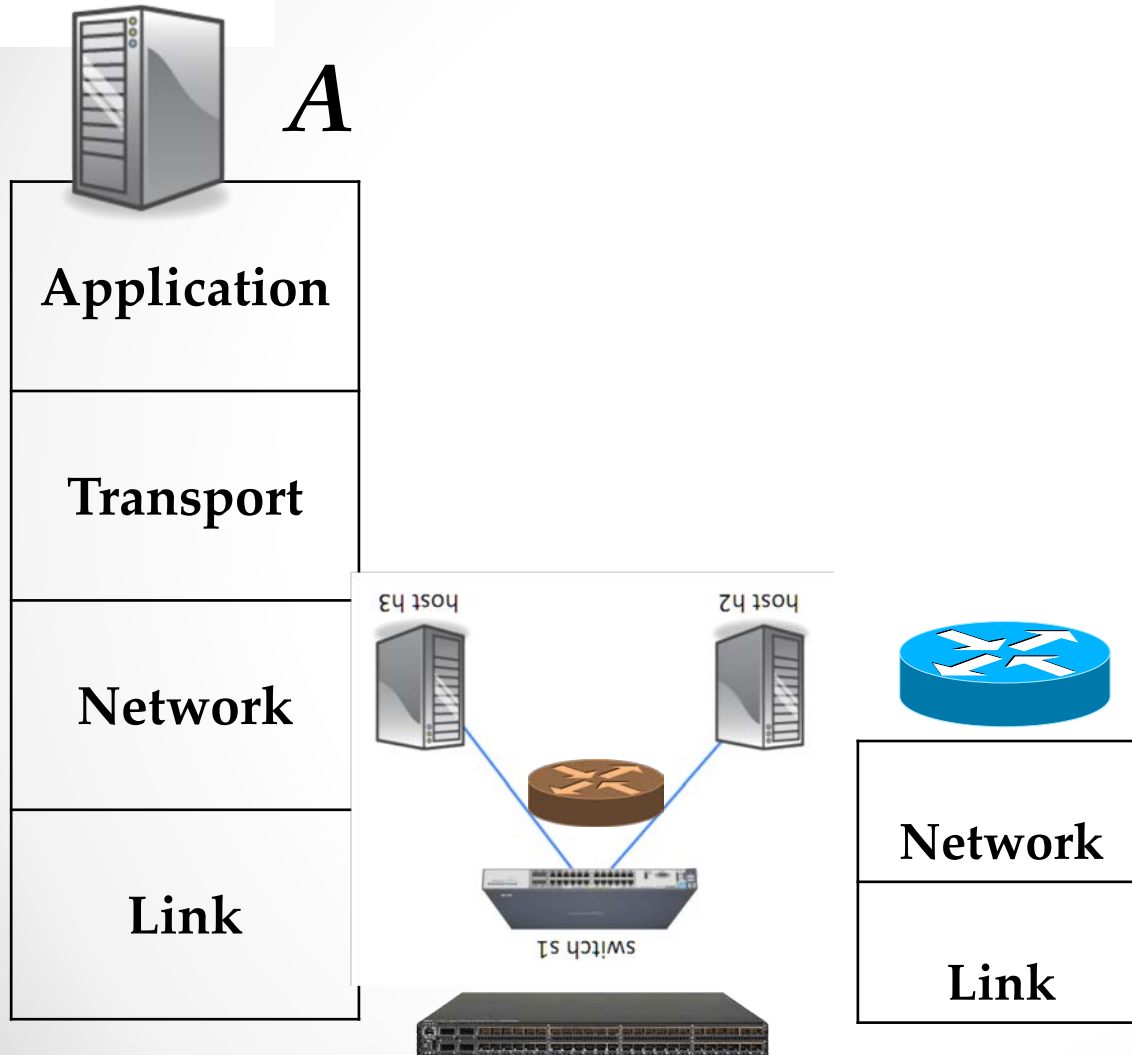 A
Application
Transport
Network
Link
host h3
host h2
switch s1
Network
Link